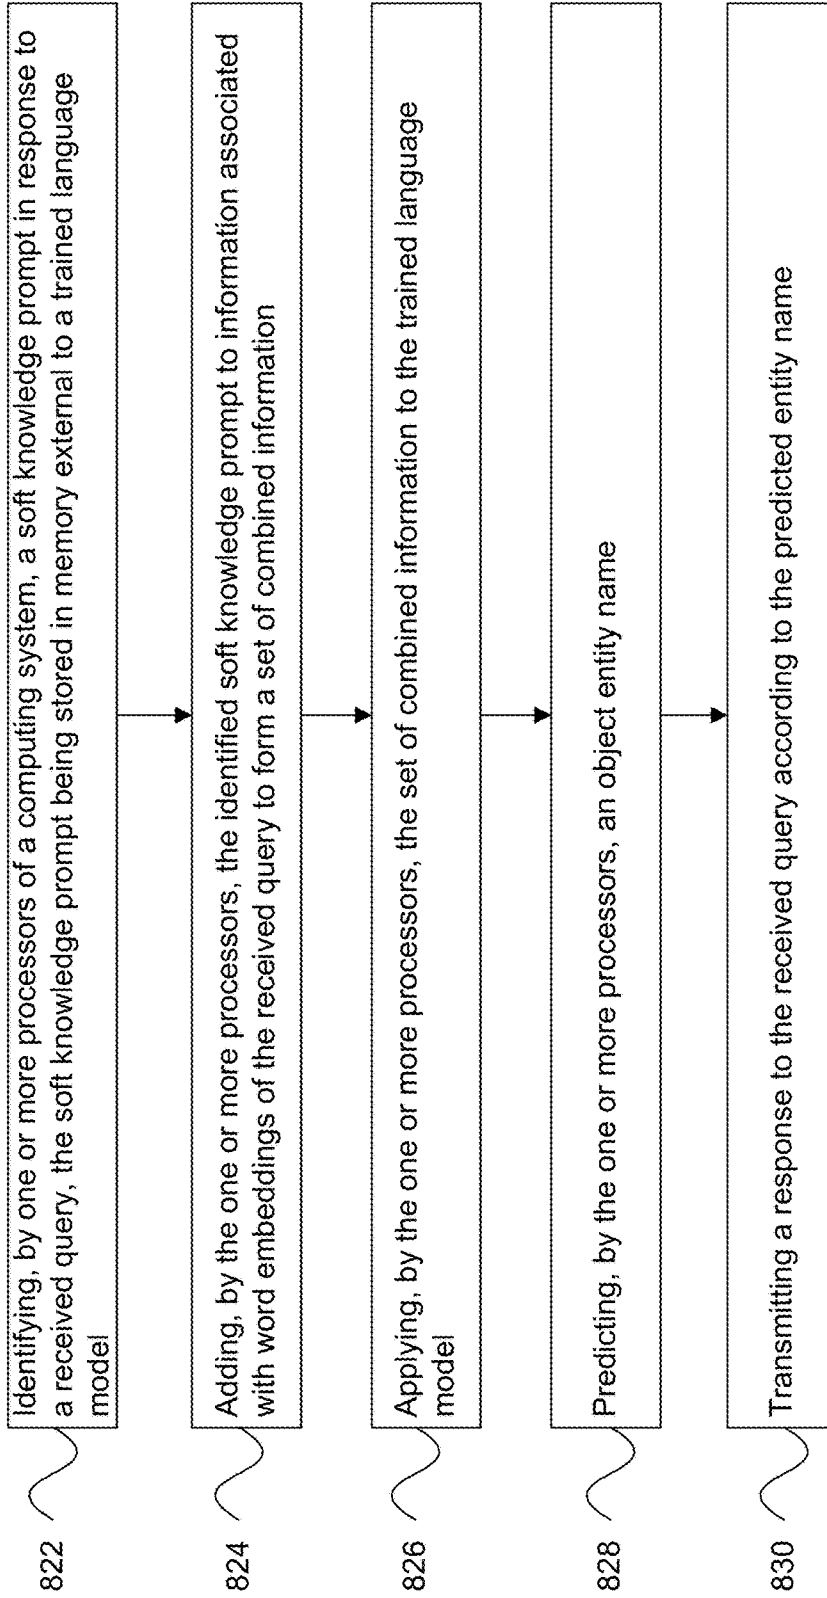 822
Identifying, by one or more processors of a computing system, a soft knowledge prompt in response to
a received query, the soft knowledge prompt being stored in memory external to a trained language
model
824
Adding, by the one or more processors, the identified soft knowledge prompt to information associated
with word embeddings of the received query to form a set of combined information
826
Applying, by the one or more processors, the set of combined information to the trained language
model
828
Predicting, by the one or more processors, an object entity name
830
Transmitting a response to the received query according to the predicted entity name